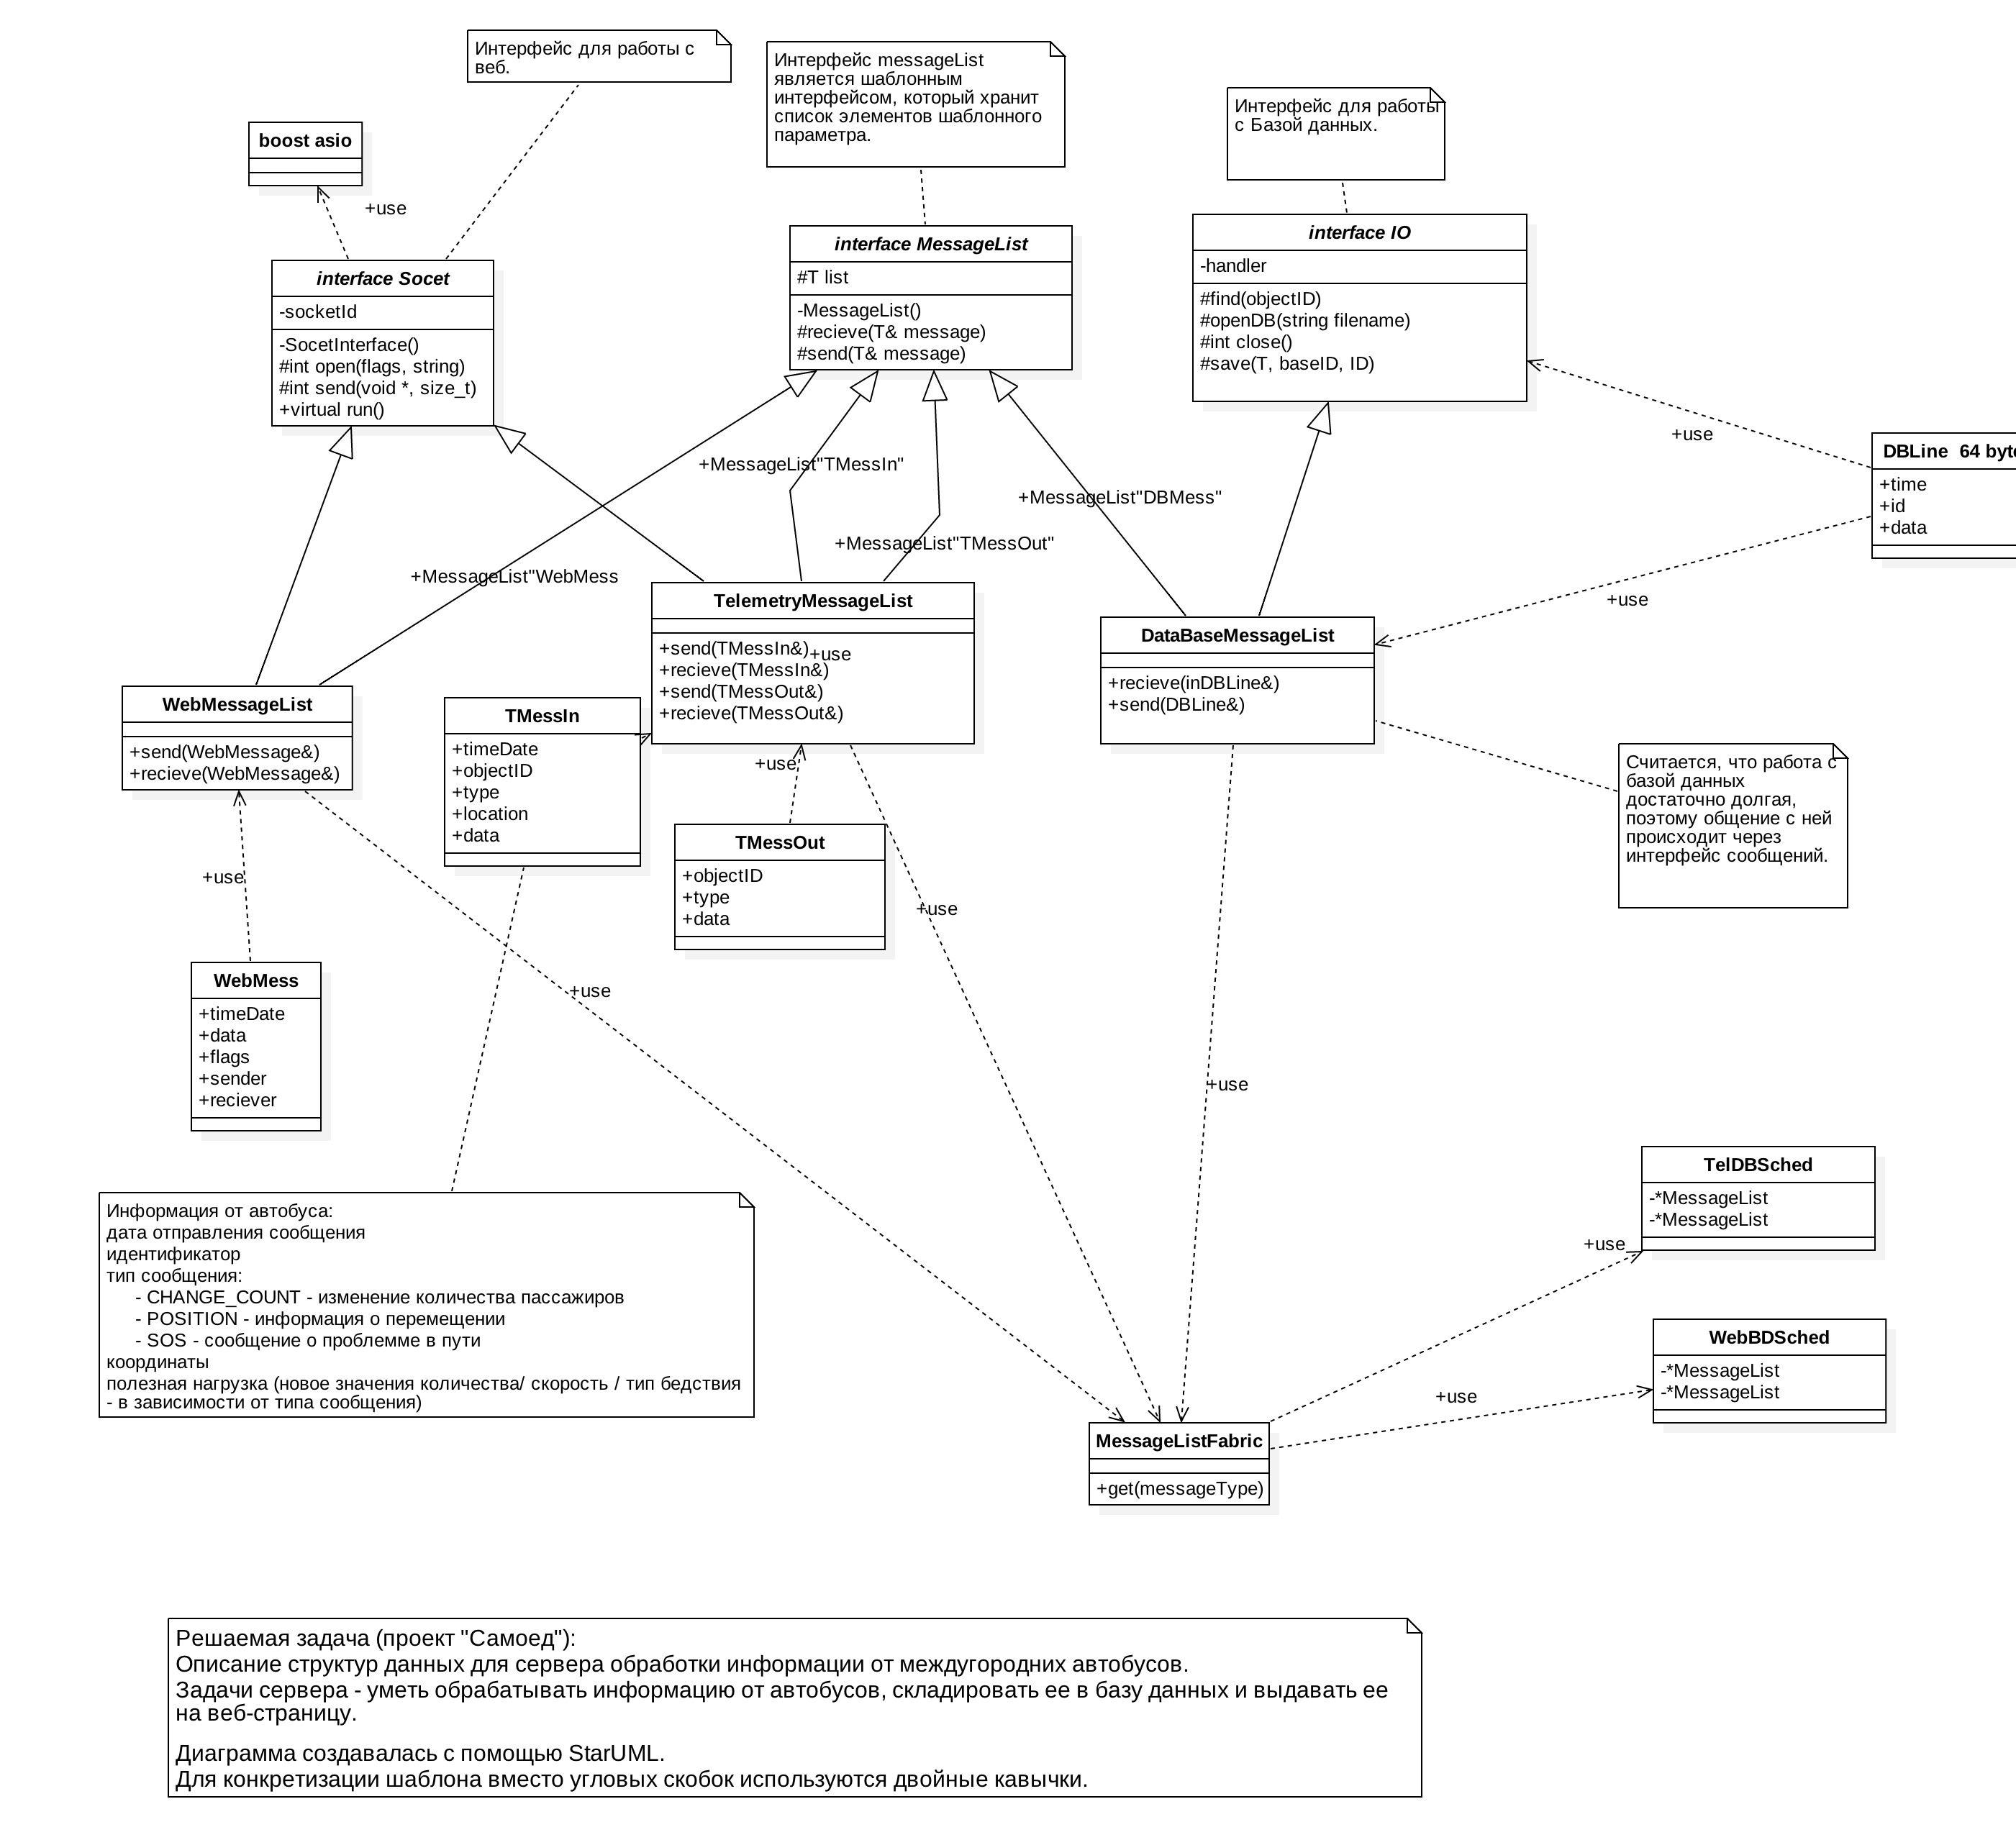 Интерфейс для работы с
веб.
Интерфейс messageList
является шаблонным
интерфейсом, который хранит
список элементов шаблонного
параметра.
Интерфейс для работы
с Базой данных.
boost asio
+use
interface Socet
-socketId
-SocetInterface()
#int open(flags, string)
#int send(void *, size_t)
+virtual run()
interface MessageList
#T list
-MessageList()
#recieve(T& message)
#send(T& message)
interface IO
-handler
#find(objectID)
#openDB(string filename)
#int close()
#save(T, baseID, ID)
+use
DBLine  64 byte
+time
+id
+data
+use
+MessageList"TMessIn"
+MessageList"DBMess"
+MessageList"TMessOut"
+MessageList"WebMess
TelemetryMessageList
+send(TMessIn&)
+recieve(TMessIn&)
+send(TMessOut&)
+recieve(TMessOut&)
+use
DataBaseMessageList
+recieve(inDBLine&)
+send(DBLine&)
WebMessageList
+send(WebMessage&)
+recieve(WebMessage&)
TMessIn
+timeDate
+objectID
+type
+location
+data
+use
TMessOut
+objectID
+type
+data
Считается, что работа с
базой данных
достаточно долгая,
поэтому общение с ней
происходит через
интерфейс сообщений.
+use
+use
+use
+use
WebMess
+timeDate
+data
+flags
+sender
+reciever
Информация от автобуса:
дата отправления сообщения
идентификатор
тип сообщения:
- CHANGE_COUNT - изменение количества пассажиров
- POSITION - информация о перемещении
- SOS - сообщение о проблемме в пути
координаты
полезная нагрузка (новое значения количества/ скорость / тип бедствия
- в зависимости от типа сообщения)
TelDBSched
-*MessageList
-*MessageList
+use
WebBDSched
-*MessageList
-*MessageList
+use
MessageListFabric
+get(messageType)
Решаемая задача (проект "Самоед"):
Описание структур данных для сервера обработки информации от междугородних автобусов.
Задачи сервера - уметь обрабатывать информацию от автобусов, складировать ее в базу данных и выдавать ее
на веб-страницу.
Диаграмма создавалась с помощью StarUML.
Для конкретизации шаблона вместо угловых скобок используются двойные кавычки.